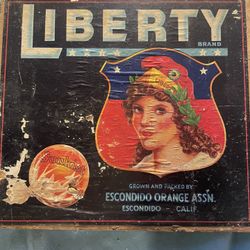 LIBERTY
BRAND
GROWN AND PACKED BY
ESCONDIDO ORANGE ASSN.
ESCONDIDO - CALIF.